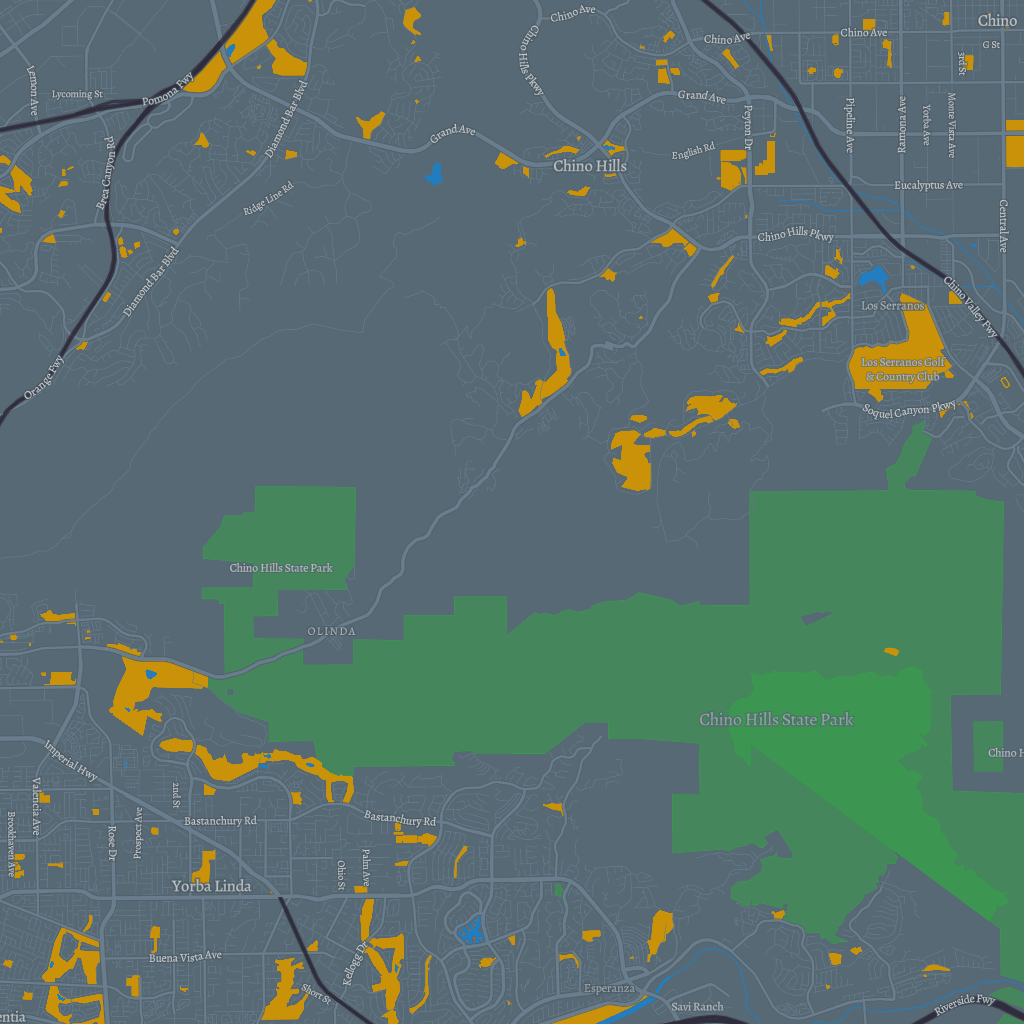 Chino Ave
Chino
Chino Ave
Chino Ave
G St
3rd St
Lemon Ave
Lycoming St
Pomona Fwy
Chino Hills Pkwy
Grand Ave
Diamond Bar Blvd
Grand Ave
Peyton Dr
Pipeline Ave
Ramona Ave
Yorba Ave
Monte Vista Ave
Brea Canyon Rd
English Rd
Chino Hills
Eucalyptus Ave
Ridge Line Rd
Central Ave
Chino Hills Pkwy
Diamond Bar Blvd
Chino Valley Fwy
Los Serranos
Orange Fwy
Los Serranos Golf
& Country Club
Soquel Canyon Pkwy
Chino Hills State Park
OLINDA
Chino Hills State Park
Chino H
Imperial Hwy
2nd St
Valencia Ave
Brookhaven Ave
Rose Dr
Prospect Ave
Bastanchury Rd
Bastanchury Rd
Ohio St
Palm Ave
Yorba Linda
Buena Vista Ave
Kellogg Dr
Short St
Esperanza
Savi Ranch
Riverside Fwy
entia